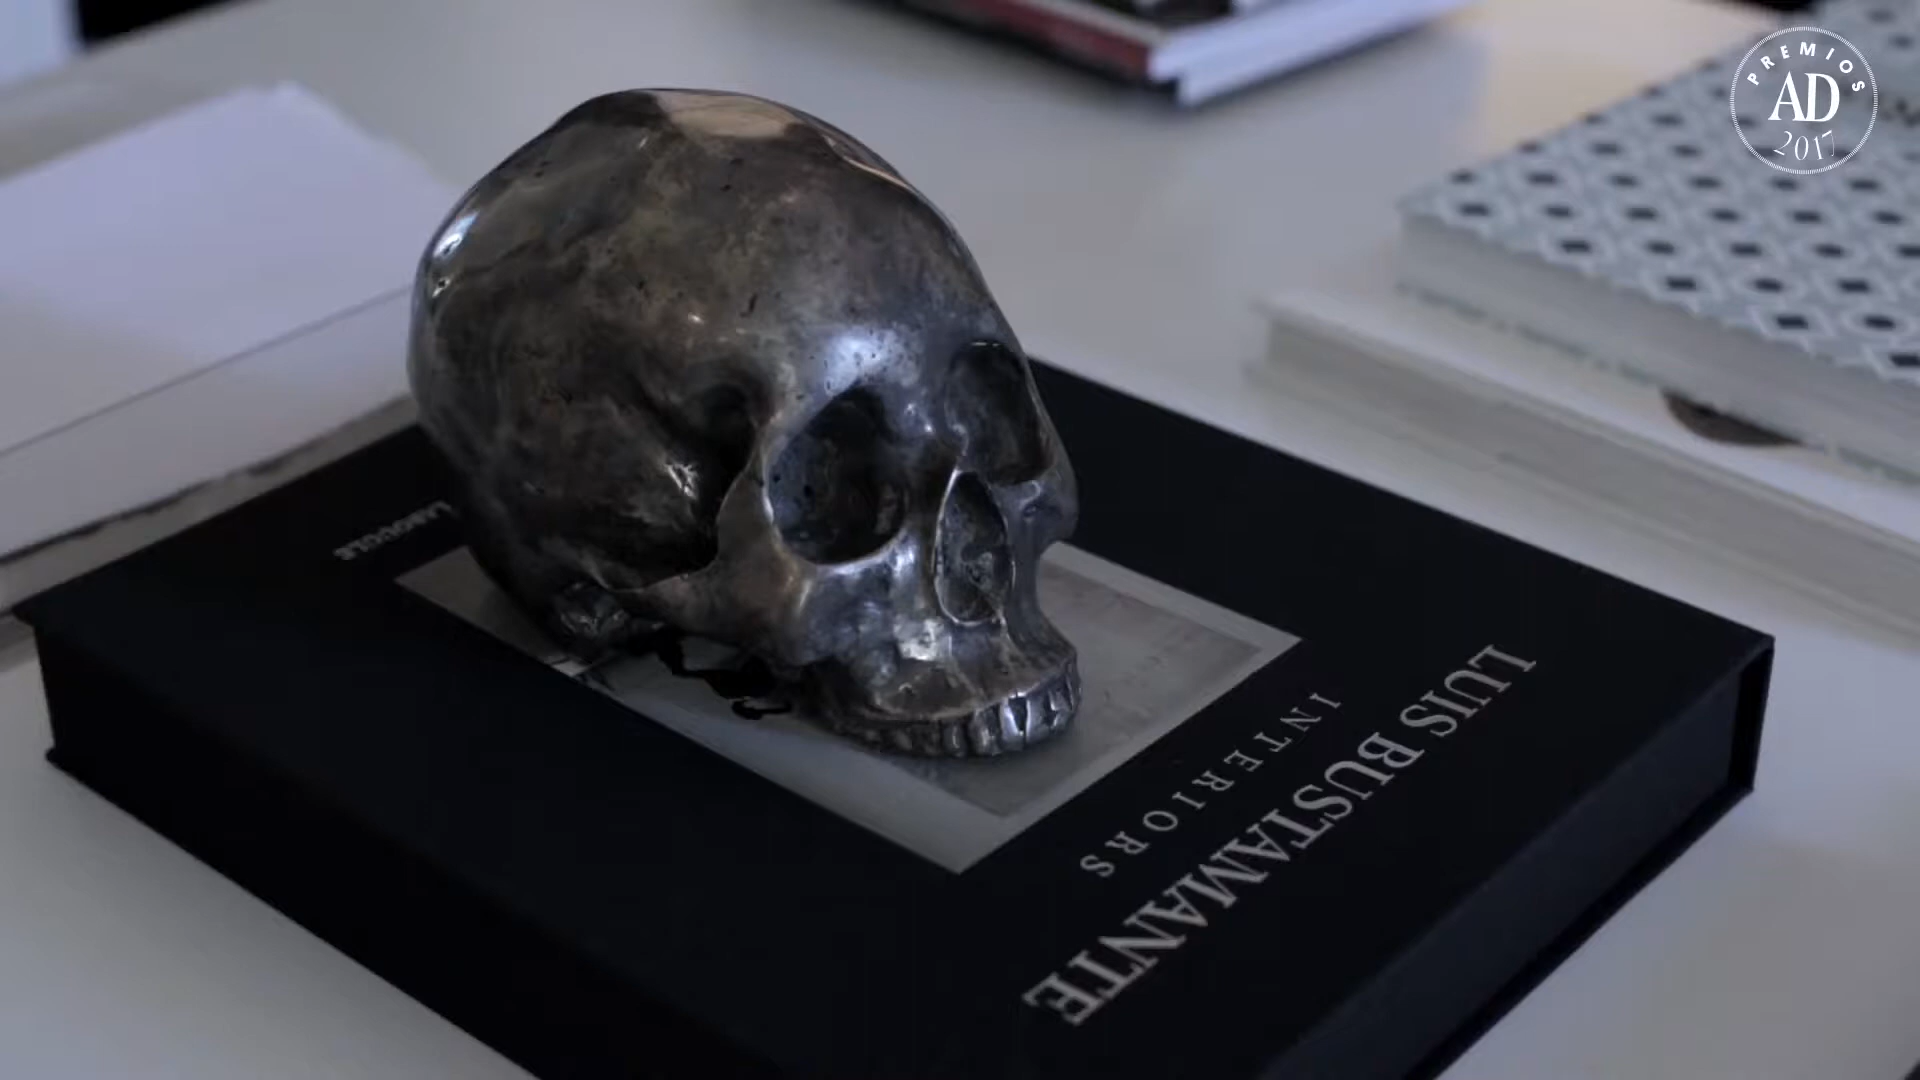 PREMIOS
AD
2017
LUIS BUSTAMANTE
INTERIORS